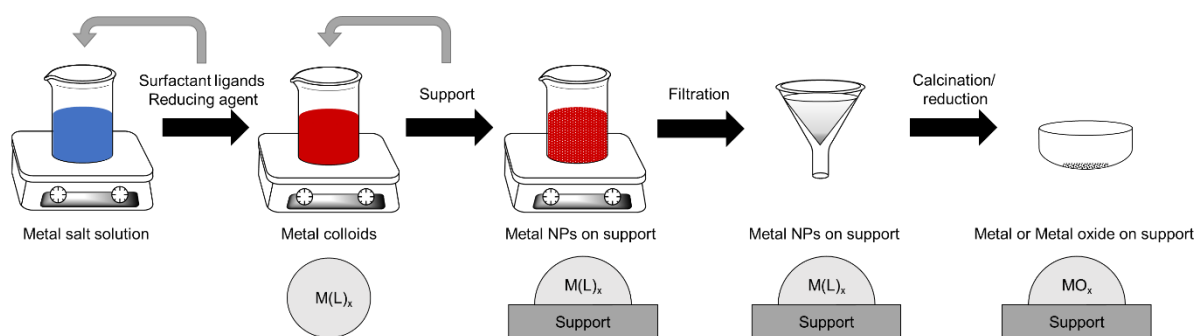 Surfactant ligands
Reducing agent
Support
Filtration
Calcination/
reduction
Metal salt solution
Metal colloids
Metal NPs on support
Metal NPs on support
Metal or Metal oxide on support
M(L)ₓ
M(L)ₓ
M(L)ₓ
MOₓ
Support
Support
Support